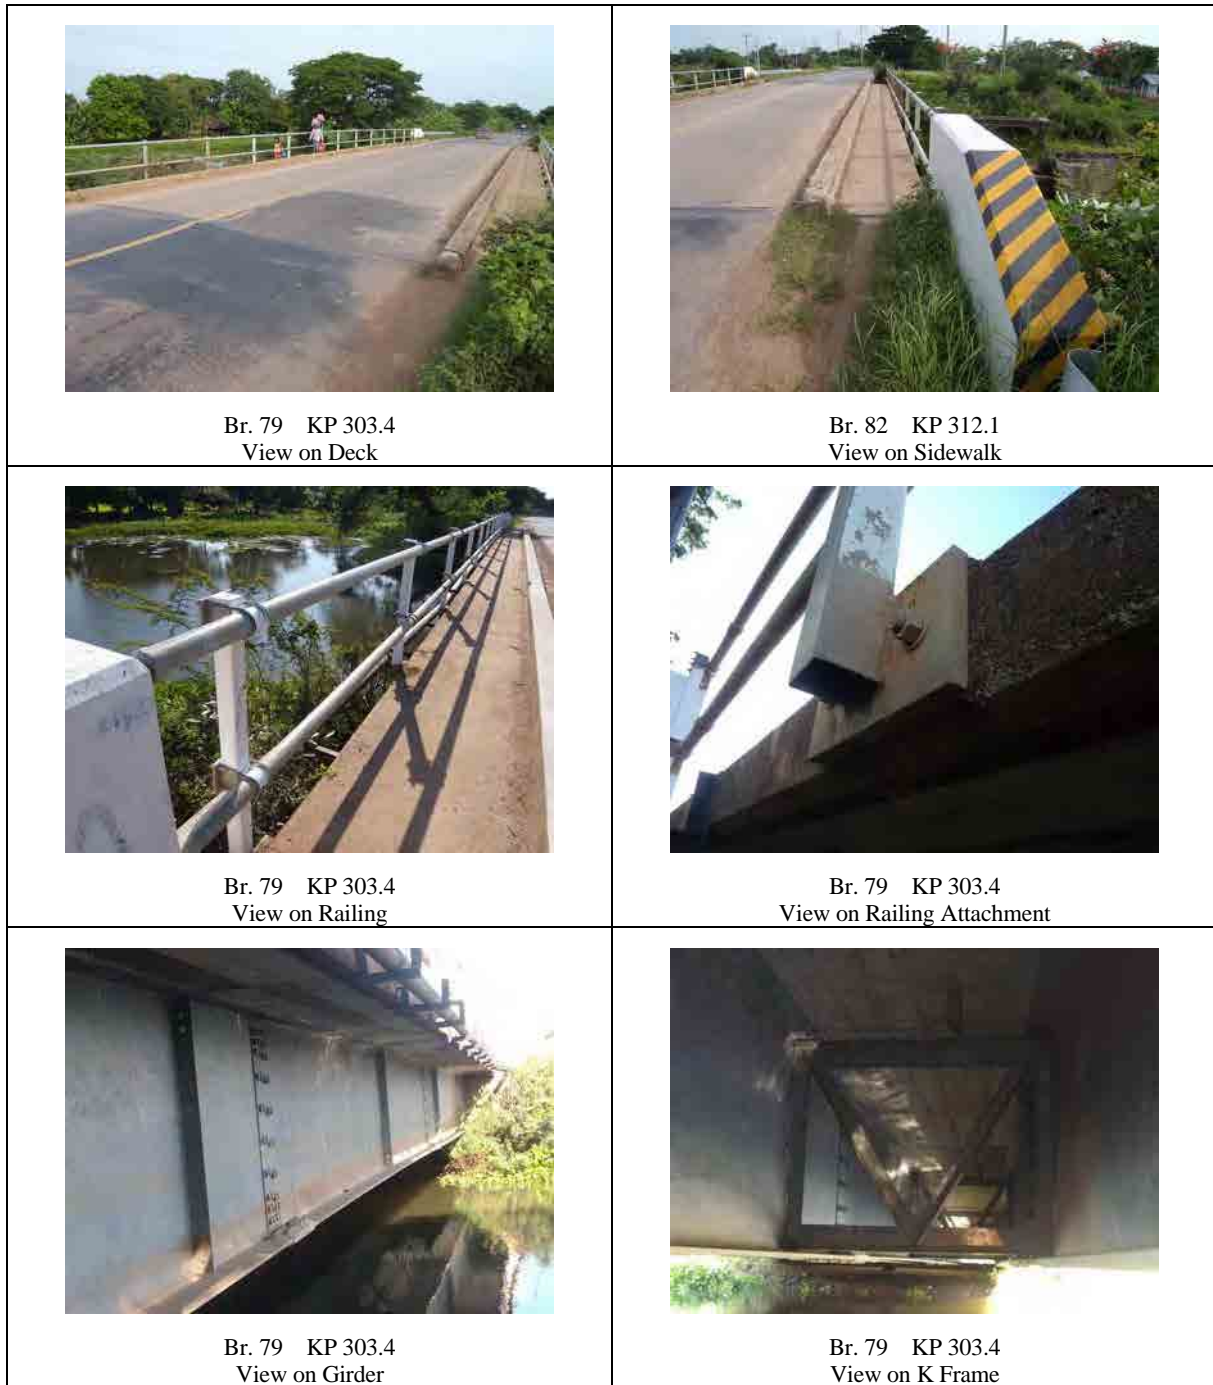 Br. 79 KP 303.4
View on Deck
Br. 82 KP 312.1
View on Sidewalk
Br. 79 KP 303.4
View on Railing
Br. 79 KP 303.4
View on Railing Attachment
Br. 79 KP 303.4
View on Girder
Br. 79 KP 303.4
View on K Frame